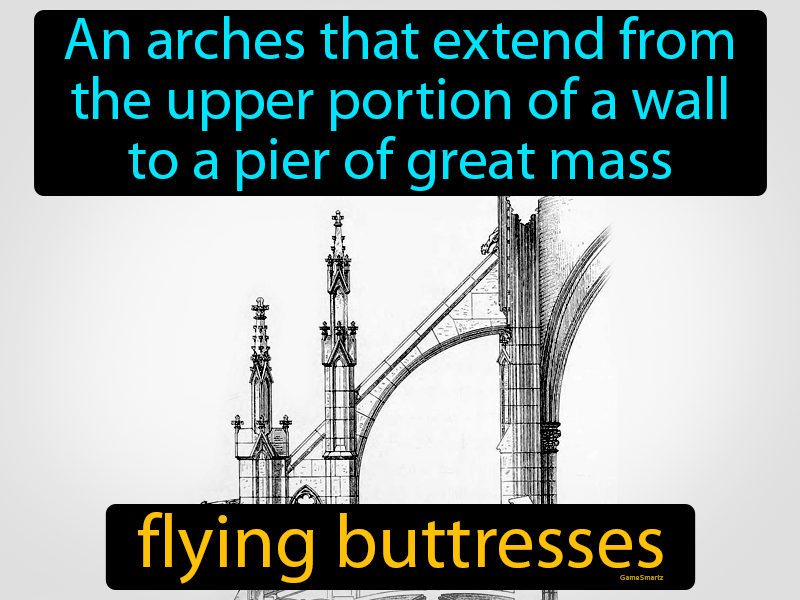 An arches that extend from
the upper portion of a wall
to a pier of great mass
flying buttresses
GameSmartz